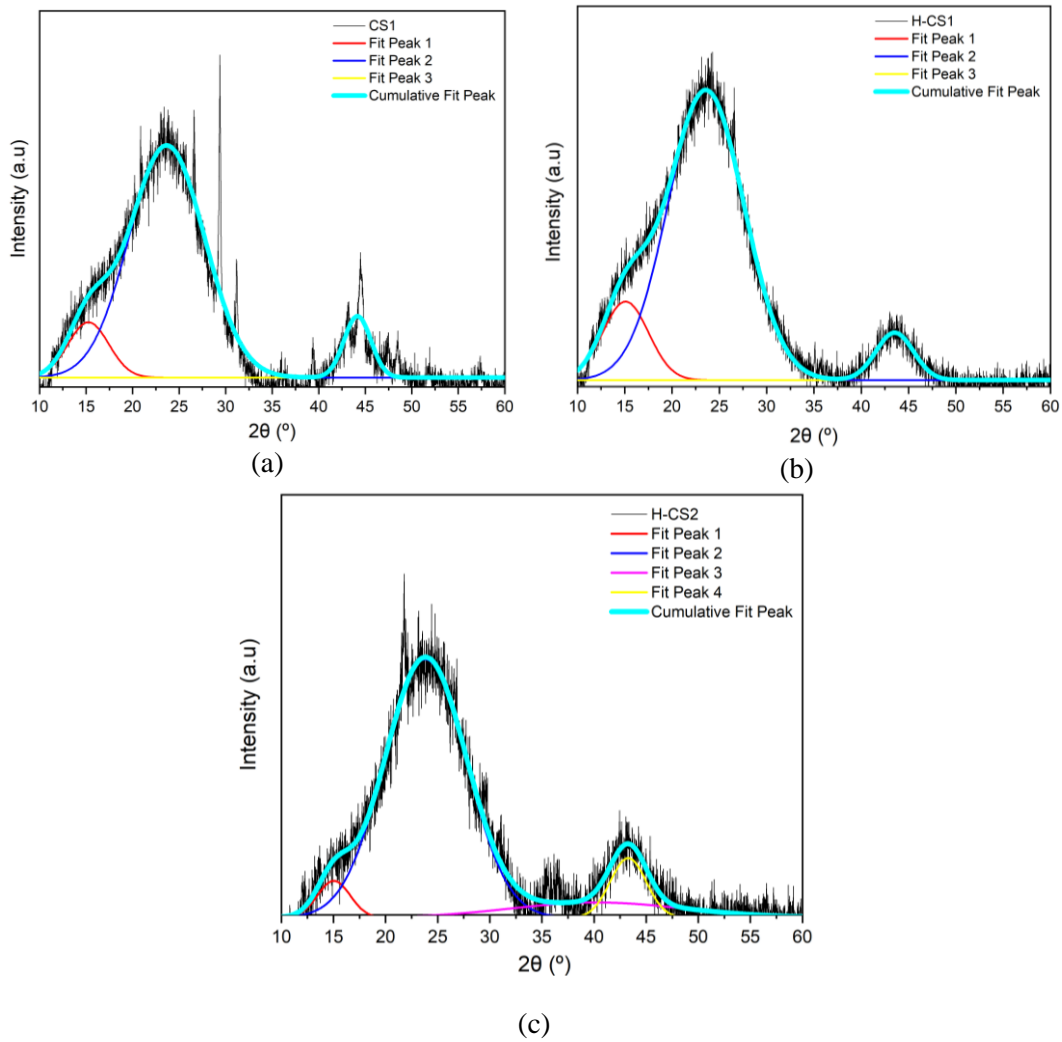 CS1
Fit Peak 1
Fit Peak 2
Fit Peak 3
Cumulative Fit Peak
Intensity (a.u)
10 15 20 25 30 35 40 45 50 55 60
2θ (º)
(a)
H-CS1
Fit Peak 1
Fit Peak 2
Fit Peak 3
Cumulative Fit Peak
Intensity (a.u)
10 15 20 25 30 35 40 45 50 55 60
2θ (º)
(b)
H-CS2
Fit Peak 1
Fit Peak 2
Fit Peak 3
Fit Peak 4
Cumulative Fit Peak
Intensity (a.u)
10 15 20 25 30 35 40 45 50 55 60
2θ (º)
(c)